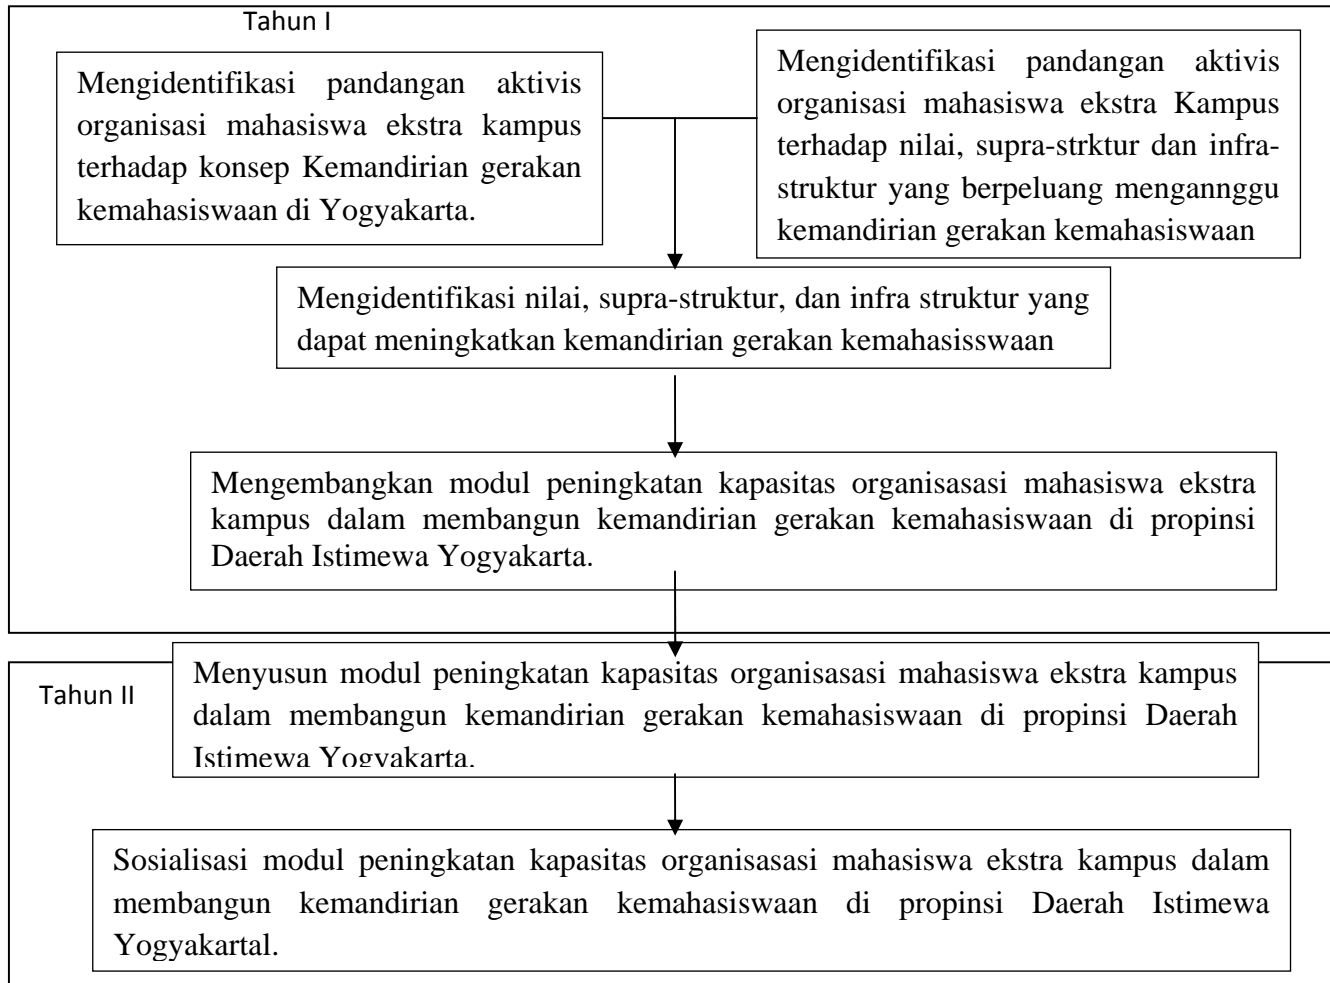 Tahun I
Mengidentifikasi pandangan aktivis
organisasi mahasiswa ekstra kampus
terhadap konsep Kemandirian gerakan
kemahasiswaan di Yogyakarta.
Mengidentifikasi pandangan aktivis
organisasi mahasiswa ekstra Kampus
terhadap nilai, supra-strktur dan infra-
struktur yang berpeluang mengannggu
kemandirian gerakan kemahasiswaan
Mengidentifikasi nilai, supra-struktur, dan infra struktur yang
dapat meningkatkan kemandirian gerakan kemahasisswaan
Mengembangkan modul peningkatan kapasitas organisasasi mahasiswa ekstra
kampus dalam membangun kemandirian gerakan kemahasiswaan di propinsi
Daerah Istimewa Yogyakarta.
Tahun II
Menyusun modul peningkatan kapasitas organisasasi mahasiswa ekstra kampus
dalam membangun kemandirian gerakan kemahasiswaan di propinsi Daerah
Istimewa Yogyakarta.
Sosialisasi modul peningkatan kapasitas organisasasi mahasiswa ekstra kampus dalam
membangun kemandirian gerakan kemahasiswaan di propinsi Daerah Istimewa
Yogyakartal.